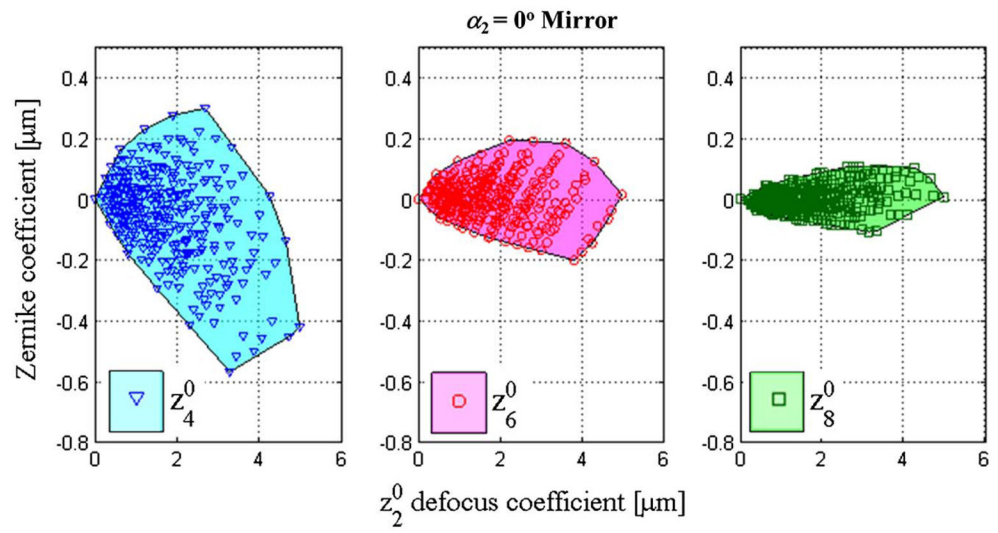 α₂ = 0° Mirror
Zernike coefficient [µm]
0.4
0.2
0
-0.2
-0.4
-0.6
-0.8
0 2 4 6
z₄⁰
0.4
0.2
0
-0.2
-0.4
-0.6
-0.8
0 2 4 6
z₆⁰
0.4
0.2
0
-0.2
-0.4
-0.6
-0.8
0 2 4 6
z₈⁰
z₂⁰ defocus coefficient [µm]